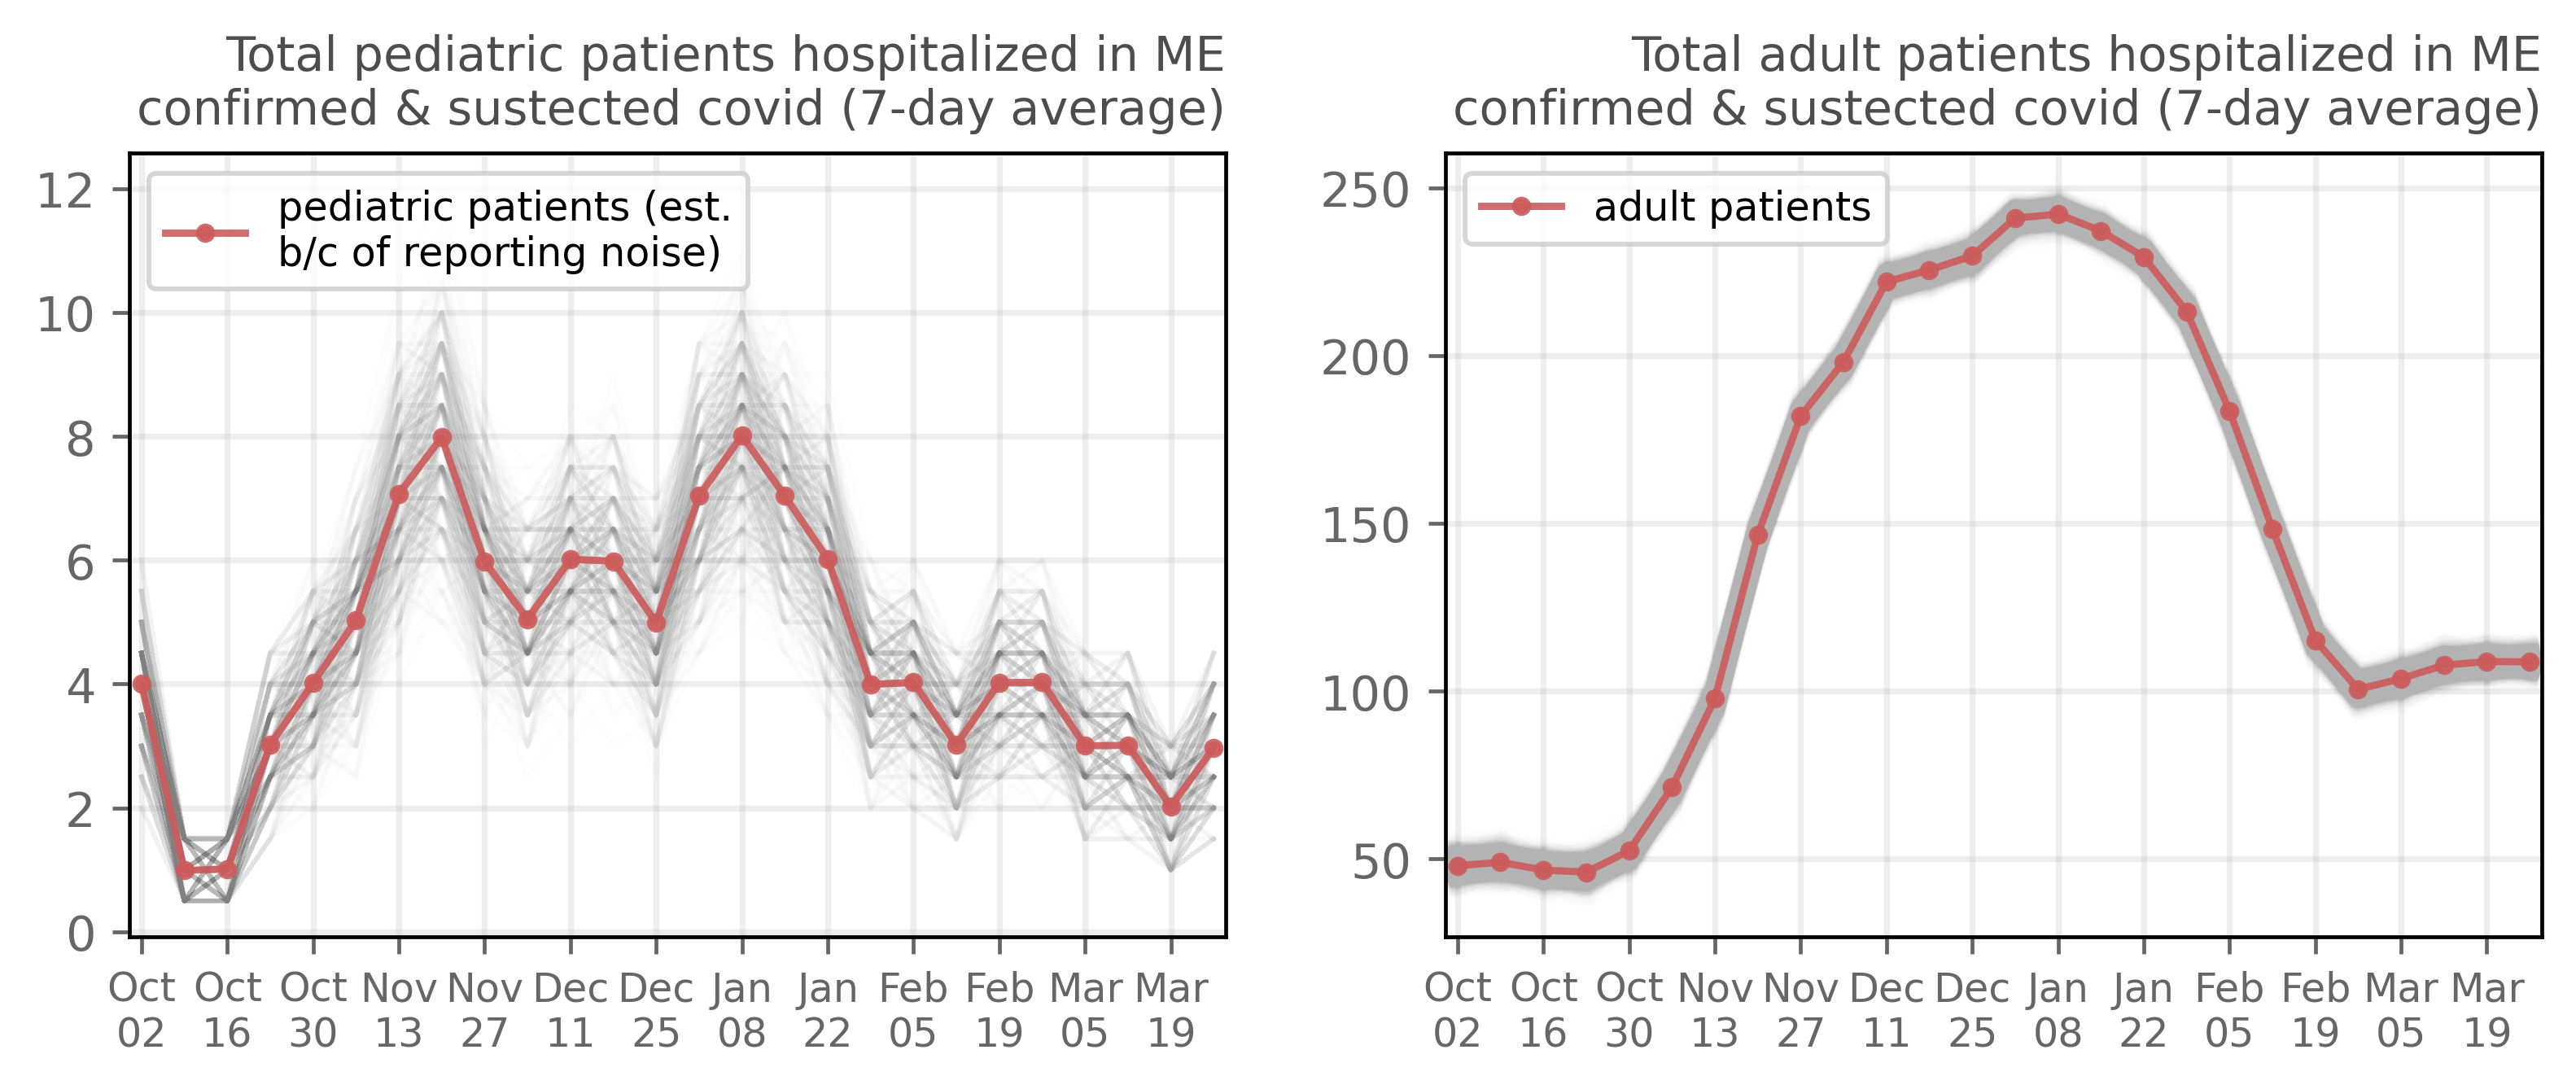 Total pediatric patients hospitalized in ME
confirmed & sustected covid (7-day average)
12
10
8
6
4
2
0
pediatric patients (est.
b/c of reporting noise)
Oct Oct Oct Nov Nov Dec Dec Jan Jan Feb Feb Mar Mar
02 16 30 13 27 11 25 08 22 05 19 05 19
Total adult patients hospitalized in ME
confirmed & sustected covid (7-day average)
250
200
150
100
50
adult patients
Oct Oct Oct Nov Nov Dec Dec Jan Jan Feb Feb Mar Mar
02 16 30 13 27 11 25 08 22 05 19 05 19